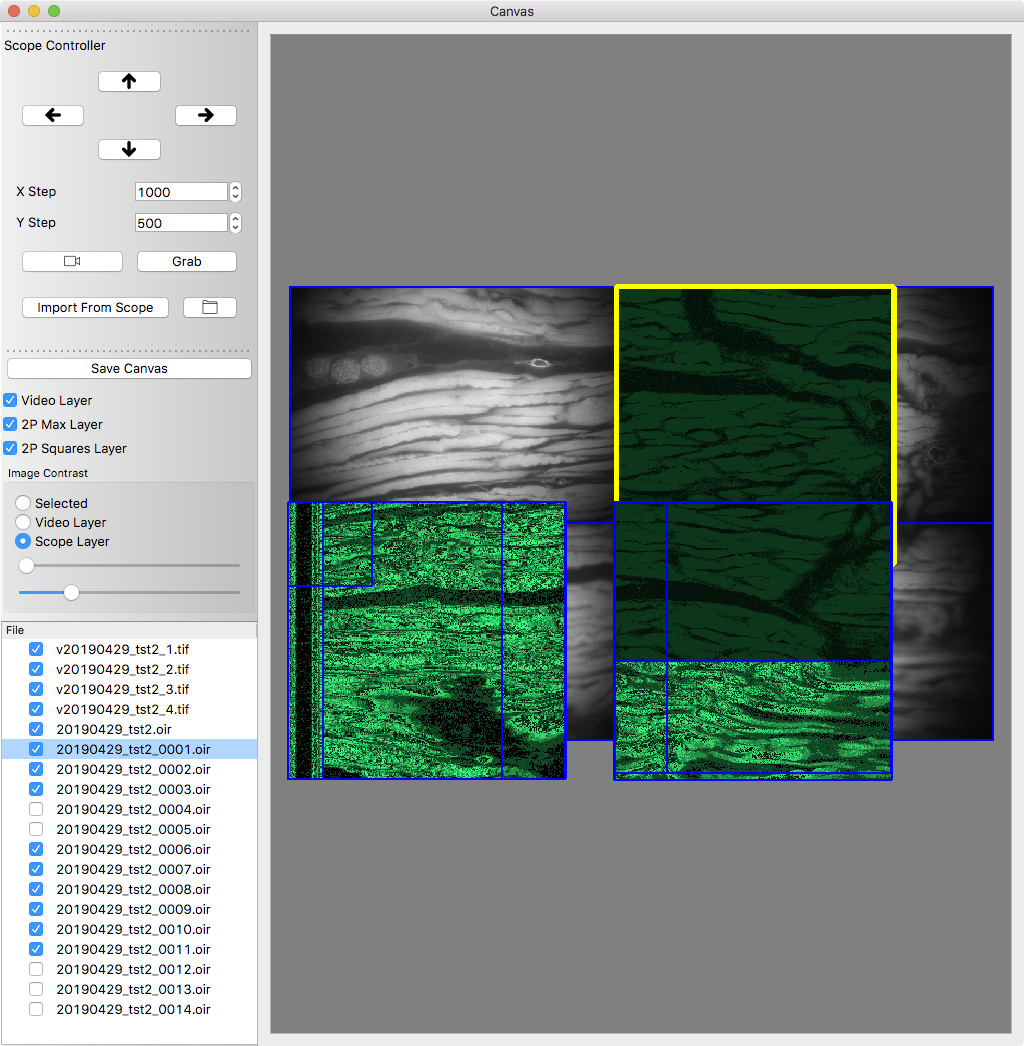 Canvas
Scope Controller
X Step 1000
Y Step 500
Grab
Import From Scope
Save Canvas
Video Layer
2P Max Layer
2P Squares Layer
Image Contrast
Selected
Video Layer
Scope Layer
File
v20190429_tst2_1.tif
v20190429_tst2_2.tif
v20190429_tst2_3.tif
v20190429_tst2_4.tif
20190429_tst2.oir
20190429_tst2_0001.oir
20190429_tst2_0002.oir
20190429_tst2_0003.oir
20190429_tst2_0004.oir
20190429_tst2_0005.oir
20190429_tst2_0006.oir
20190429_tst2_0007.oir
20190429_tst2_0008.oir
20190429_tst2_0009.oir
20190429_tst2_0010.oir
20190429_tst2_0011.oir
20190429_tst2_0012.oir
20190429_tst2_0013.oir
20190429_tst2_0014.oir